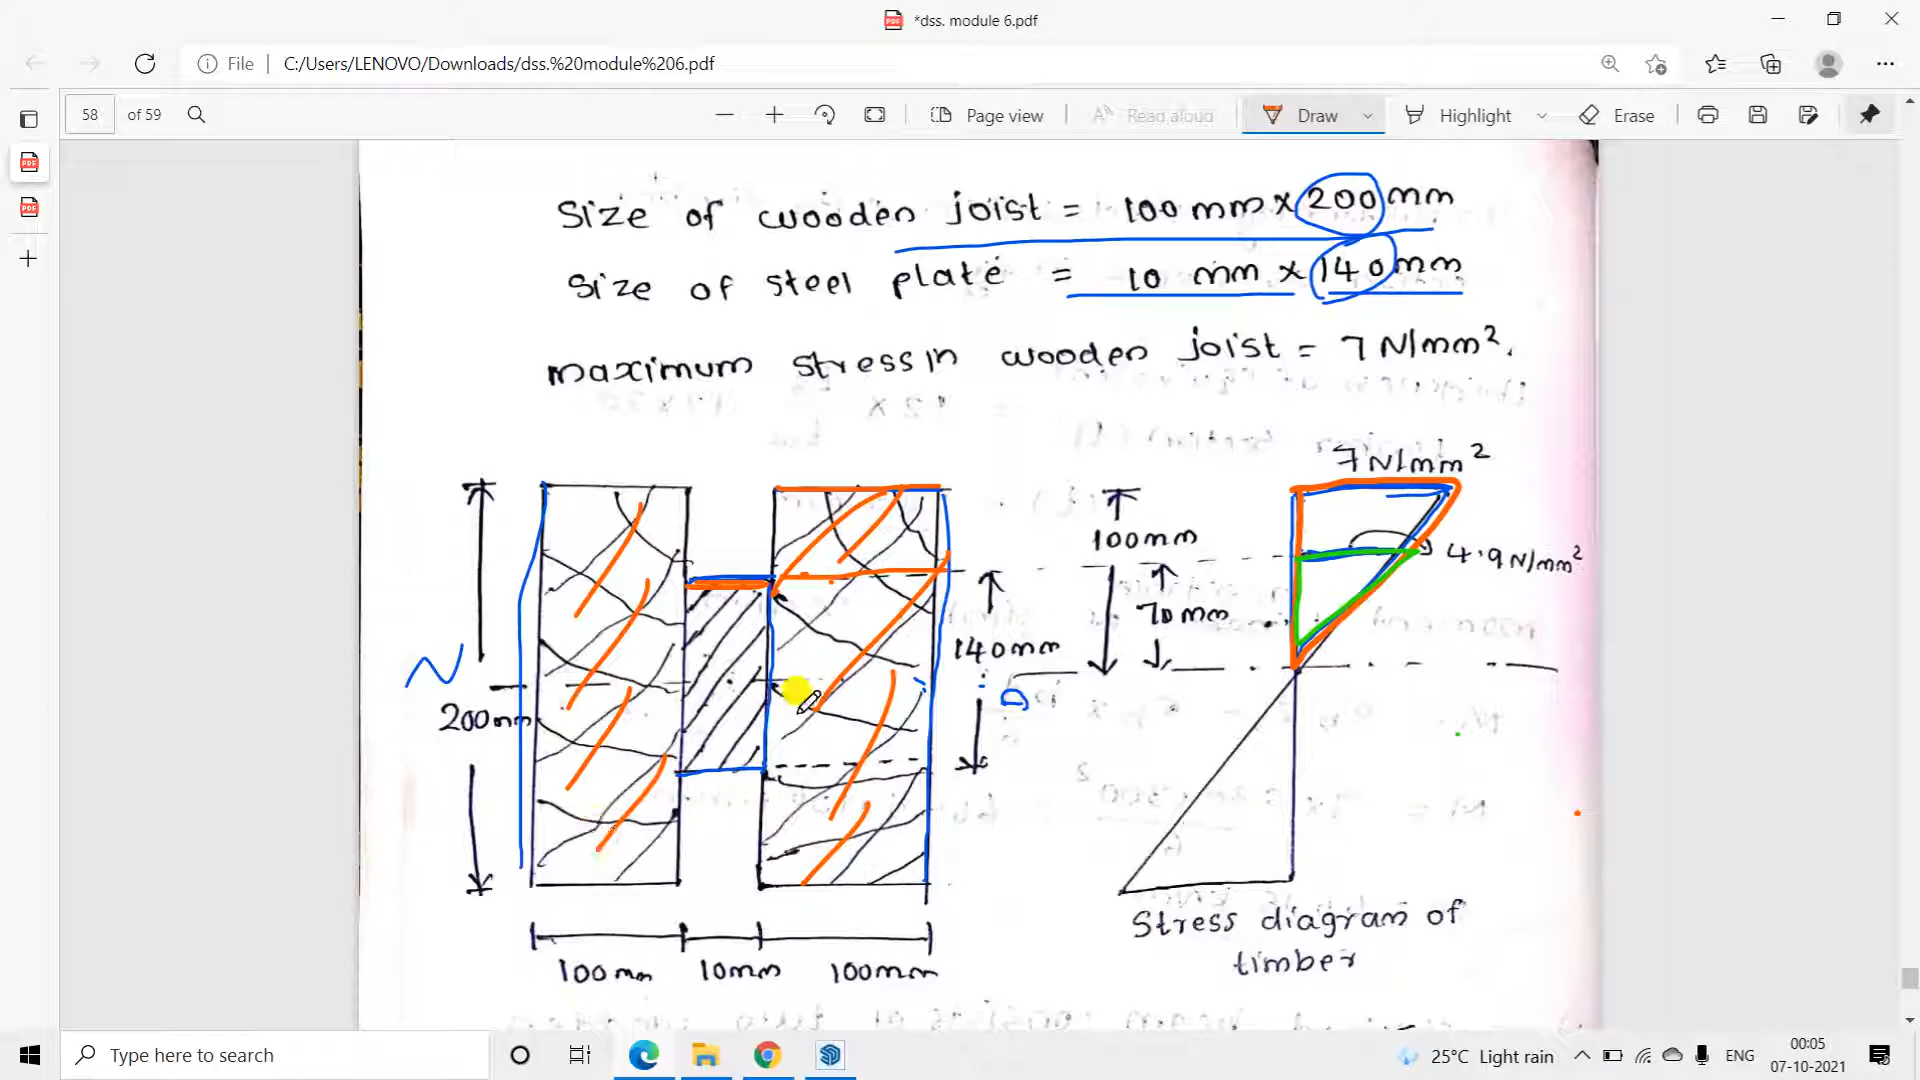 *dss. module 6.pdf
File
C:/Users/LENOVO/Downloads/dss.%20module%206.pdf
58 of 59
Page view
Read aloud
Draw
Highlight
Erase
Size of wooden joist = 100 mm x 200 mm
Size of steel plate = 10 mm x 140 mm
maximum stress in wooden joist = 7 N/mm².
7 N/mm²
100mm
4.9 N/mm²
70 mm
140mm
N
200mm
100mm 10mm 100mm
Stress diagram of
timber
Type here to search
25°C Light rain
ENG
00:05
07-10-2021